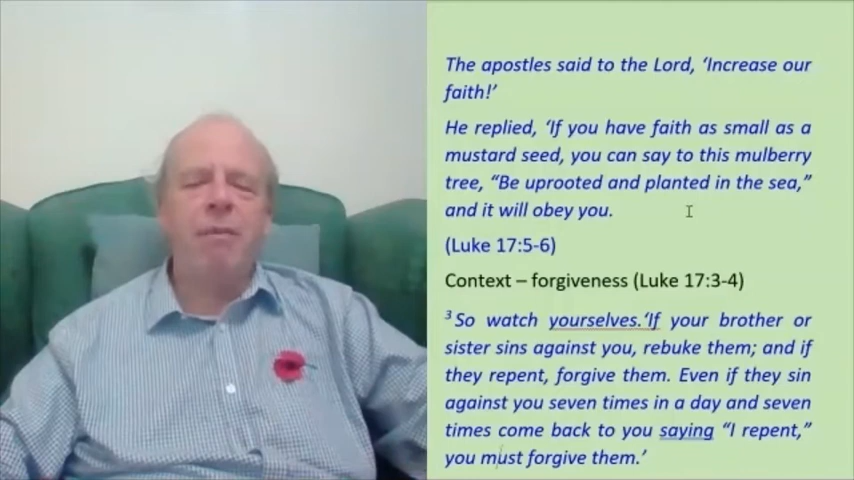 The apostles said to the Lord, ‘Increase our
faith!’
He replied, ‘If you have faith as small as a
mustard seed, you can say to this mulberry
tree, “Be uprooted and planted in the sea,”
and it will obey you.
(Luke 17:5-6)
Context – forgiveness (Luke 17:3-4)
³ So watch yourselves.‘If your brother or
sister sins against you, rebuke them; and if
they repent, forgive them. Even if they sin
against you seven times in a day and seven
times come back to you saying “I repent,”
you must forgive them.’